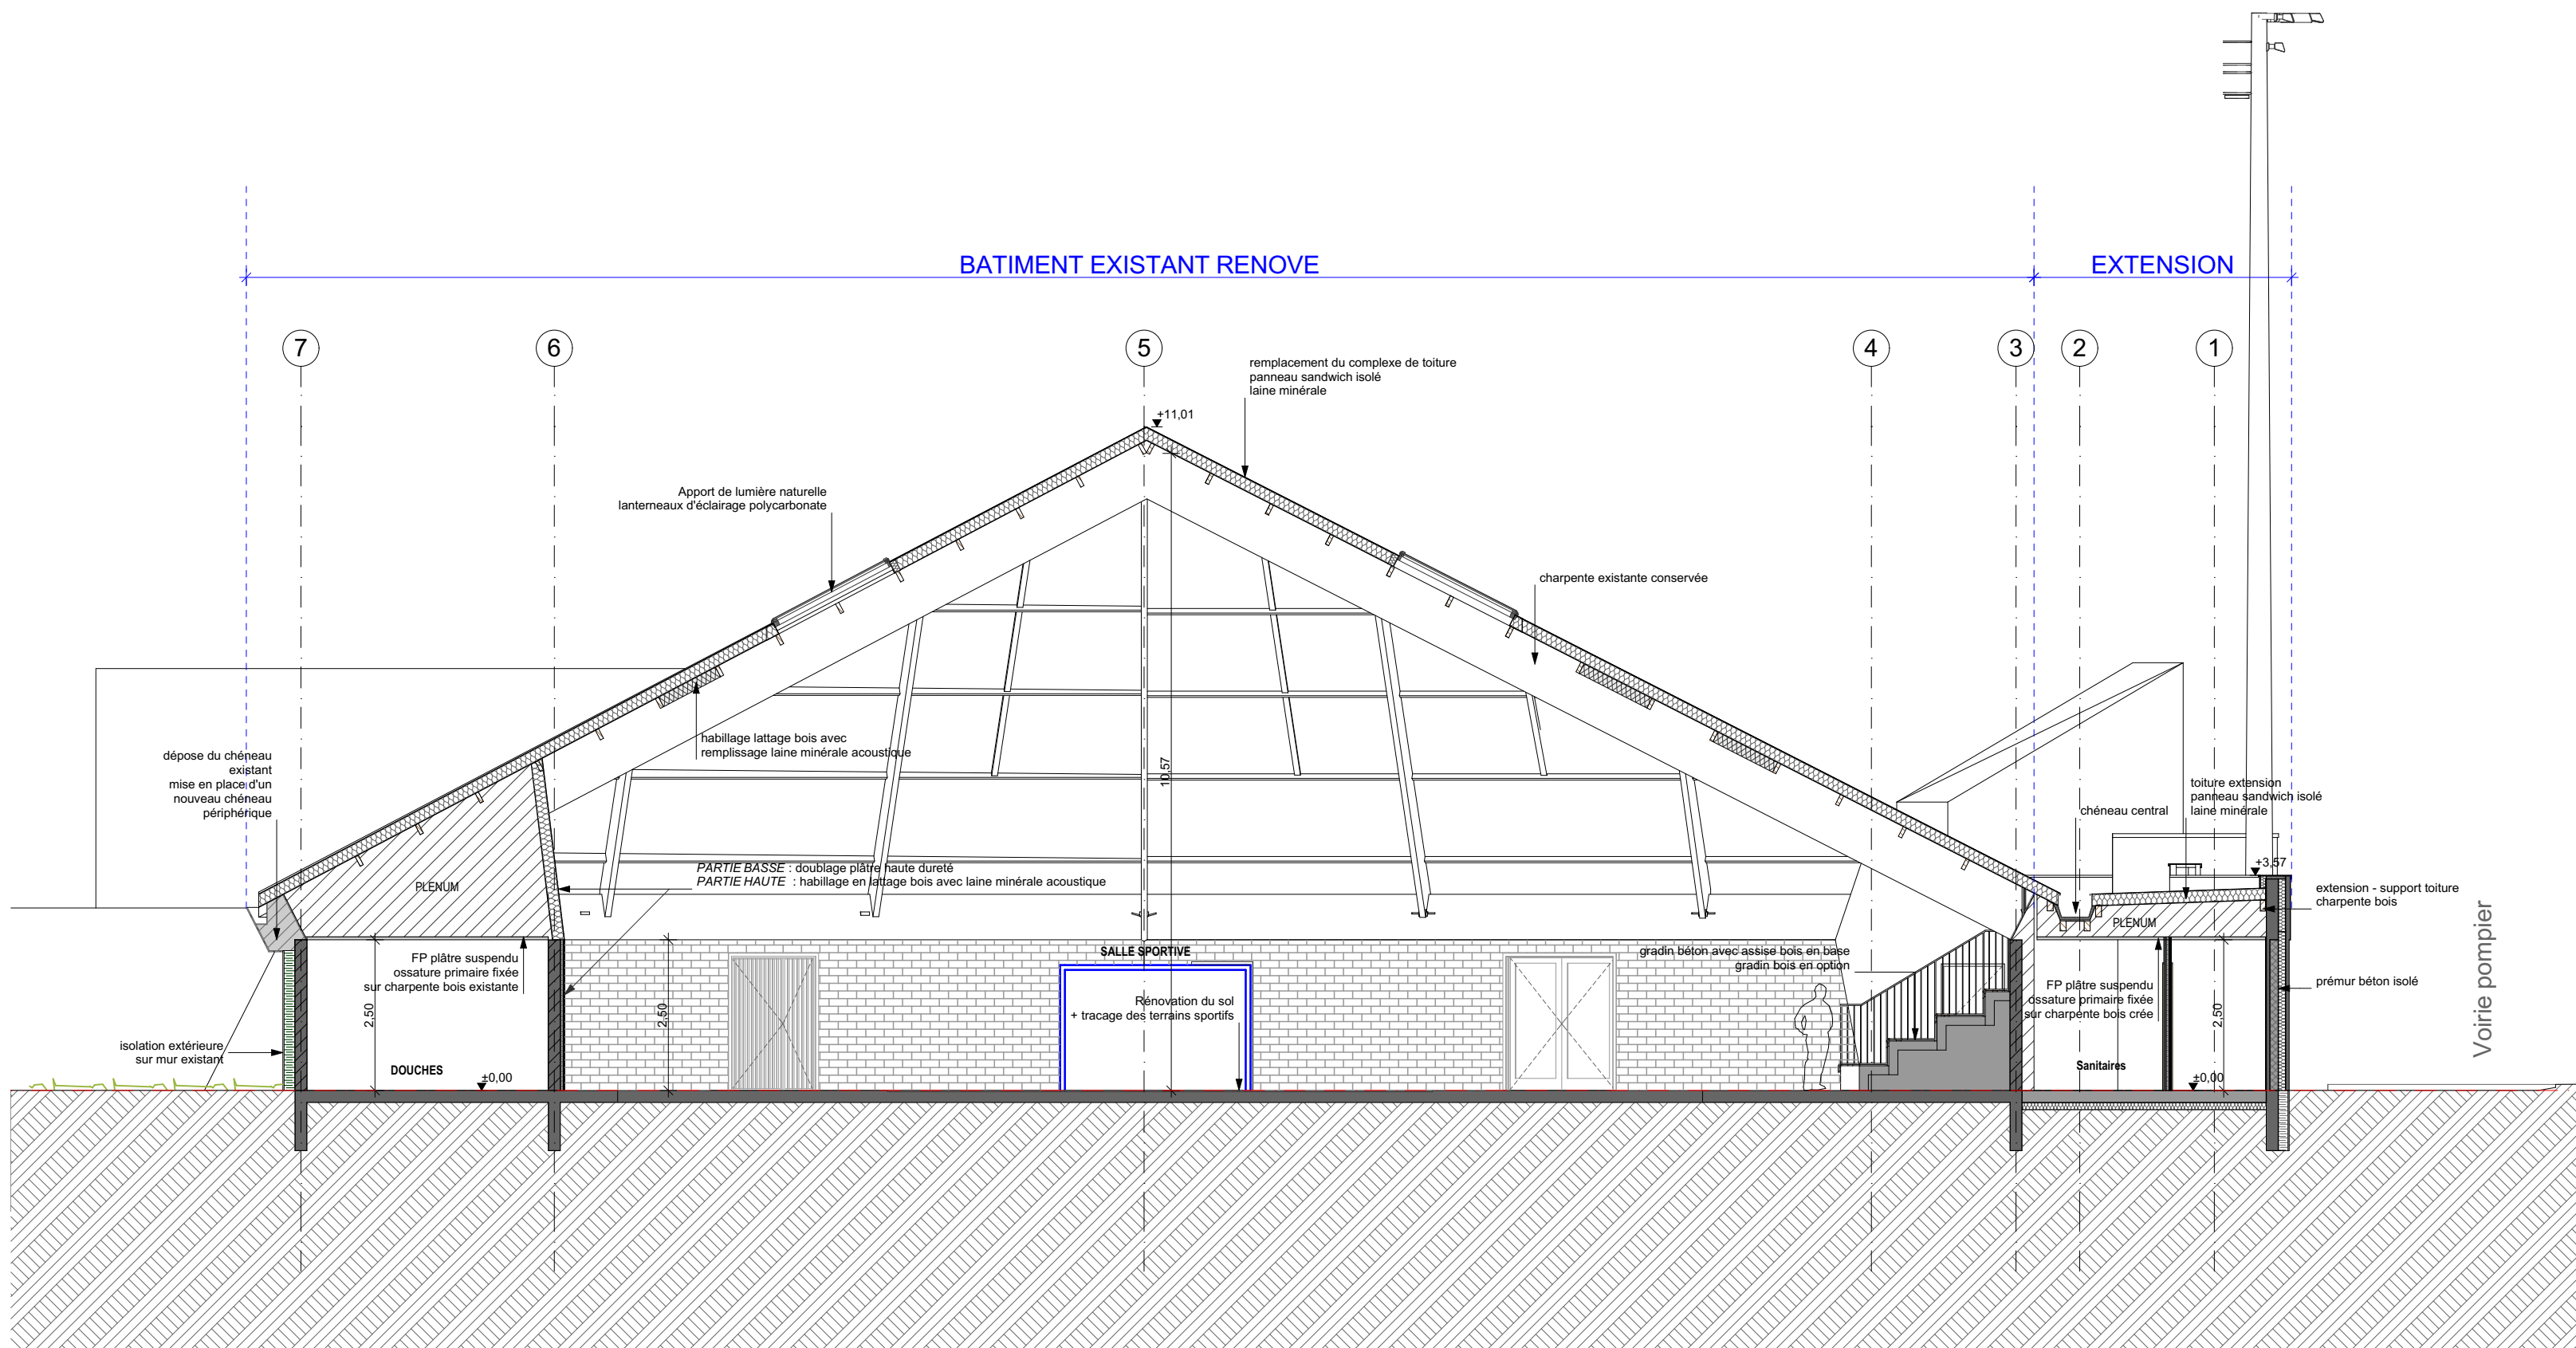 BATIMENT EXISTANT RENOVE
EXTENSION
7
6
5
4
3
2
1
remplacement du complexe de toiture
panneau sandwich isolé
laine minérale
+11,01
Apport de lumière naturelle
lanterneaux d'éclairage polycarbonate
charpente existante conservée
habillage lattage bois avec
remplissage laine minérale acoustique
dépose du chéneau
existant
mise en place d'un
nouveau chéneau
périphérique
10,57
toiture extension
panneau sandwich isolé
laine minérale
chéneau central
+3,57
PARTIE BASSE : doublage plâtre haute dureté
PARTIE HAUTE : habillage en lattage bois avec laine minérale acoustique
PLENUM
extension - support toiture
charpente bois
PLENUM
SALLE SPORTIVE
gradin béton avec assise bois en base
gradin bois en option
FP plâtre suspendu
ossature primaire fixée
sur charpente bois existante
FP plâtre suspendu
ossature primaire fixée
sur charpente bois crée
prémur béton isolé
Voirie pompier
Rénovation du sol
+ tracage des terrains sportifs
2,50
2,50
2,50
isolation extérieure
sur mur existant
DOUCHES
±0,00
Sanitaires
±0,00